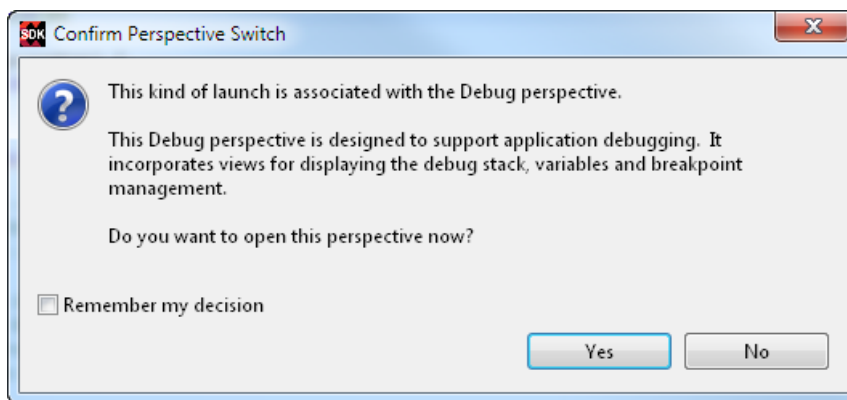 SDK Confirm Perspective Switch
This kind of launch is associated with the Debug perspective.
This Debug perspective is designed to support application debugging. It
incorporates views for displaying the debug stack, variables and breakpoint
management.
Do you want to open this perspective now?
Remember my decision
Yes No